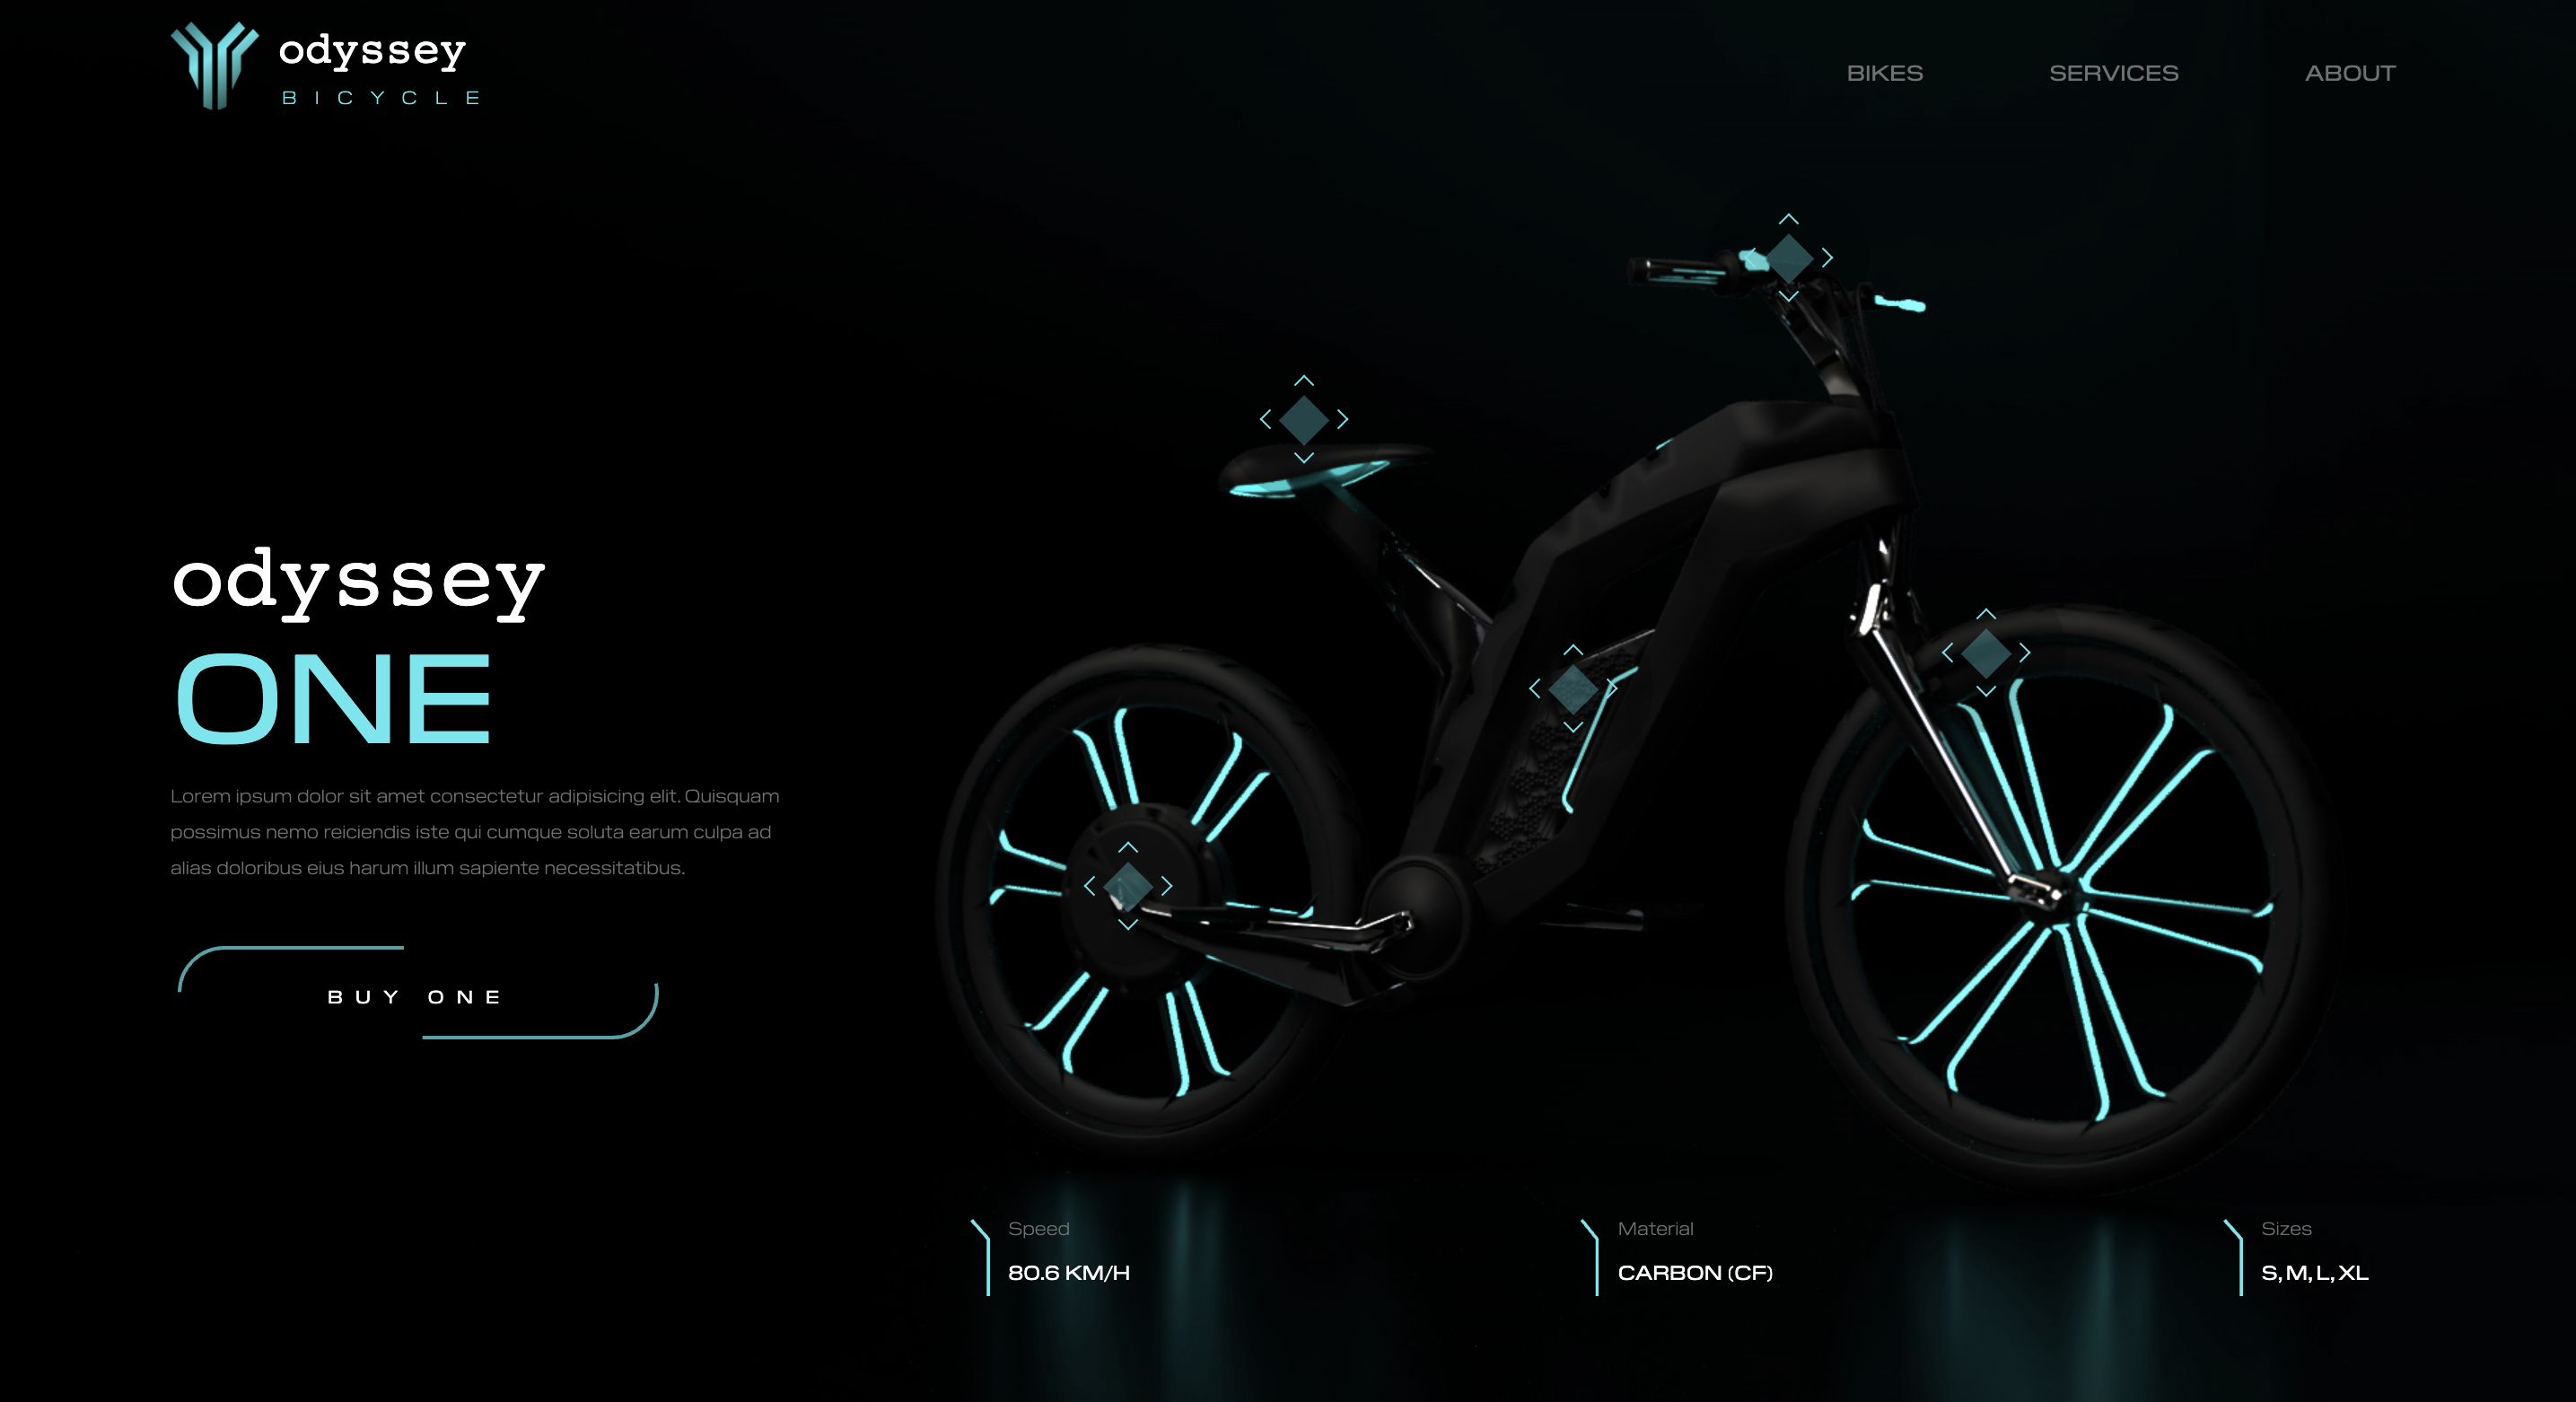 odyssey
BICYCLE
BIKES
SERVICES
ABOUT
odyssey
ONE
Lorem ipsum dolor sit amet consectetur adipisicing elit. Quisquam
possimus nemo reiciendis iste qui cumque soluta earum culpa ad
alias doloribus eius harum illum sapiente necessitatibus.
BUY ONE
Speed
80.6 KM/H
Material
CARBON (CF)
Sizes
S, M, L, XL